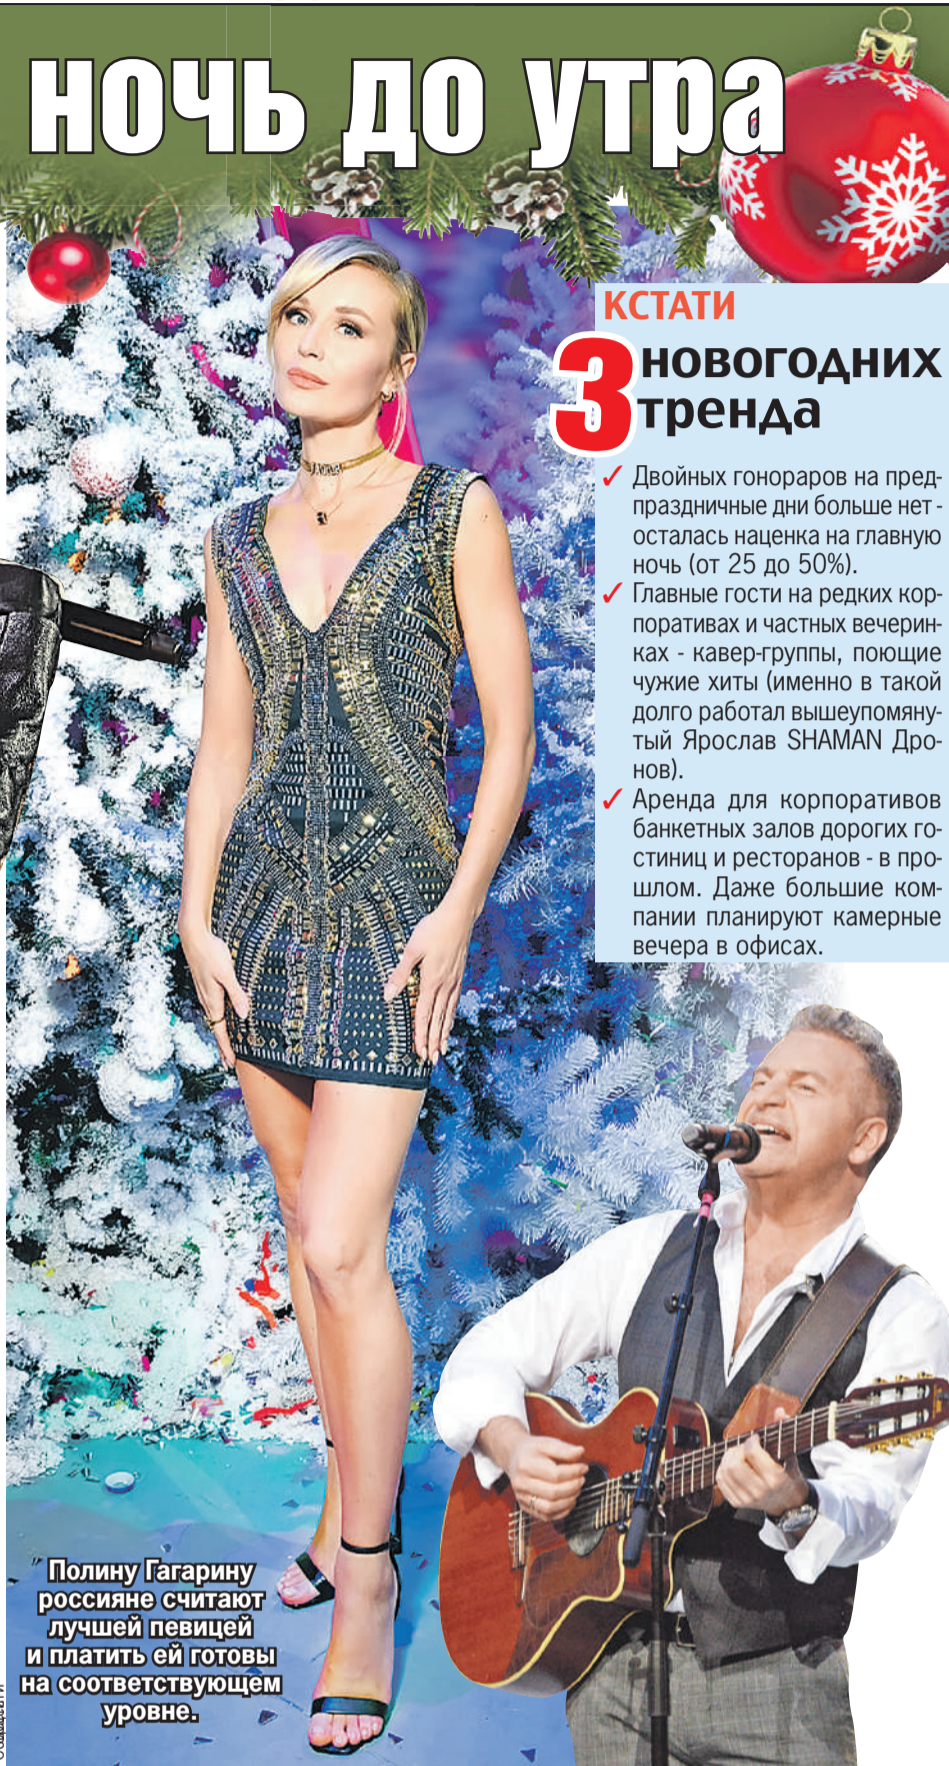 ночь до утра
КСТАТИ
3 новогодних
тренда
✓ Двойных гонораров на пред-
праздничные дни больше нет -
осталась наценка на главную
ночь (от 25 до 50%).
✓ Главные гости на редких кор-
поративах и частных вечерин-
ках - кавер-группы, поющие
чужие хиты (именно в такой
долго работал вышеупомяну-
тый Ярослав SHAMAN Дро-
нов).
✓ Аренда для корпоративов
банкетных залов дорогих го-
стиниц и ресторанов - в про-
шлом. Даже большие ком-
пании планируют камерные
вечера в офисах.
Полину Гагарину
россияне считают
лучшей певицей
и платить ей готовы
на соответствующем
уровне.